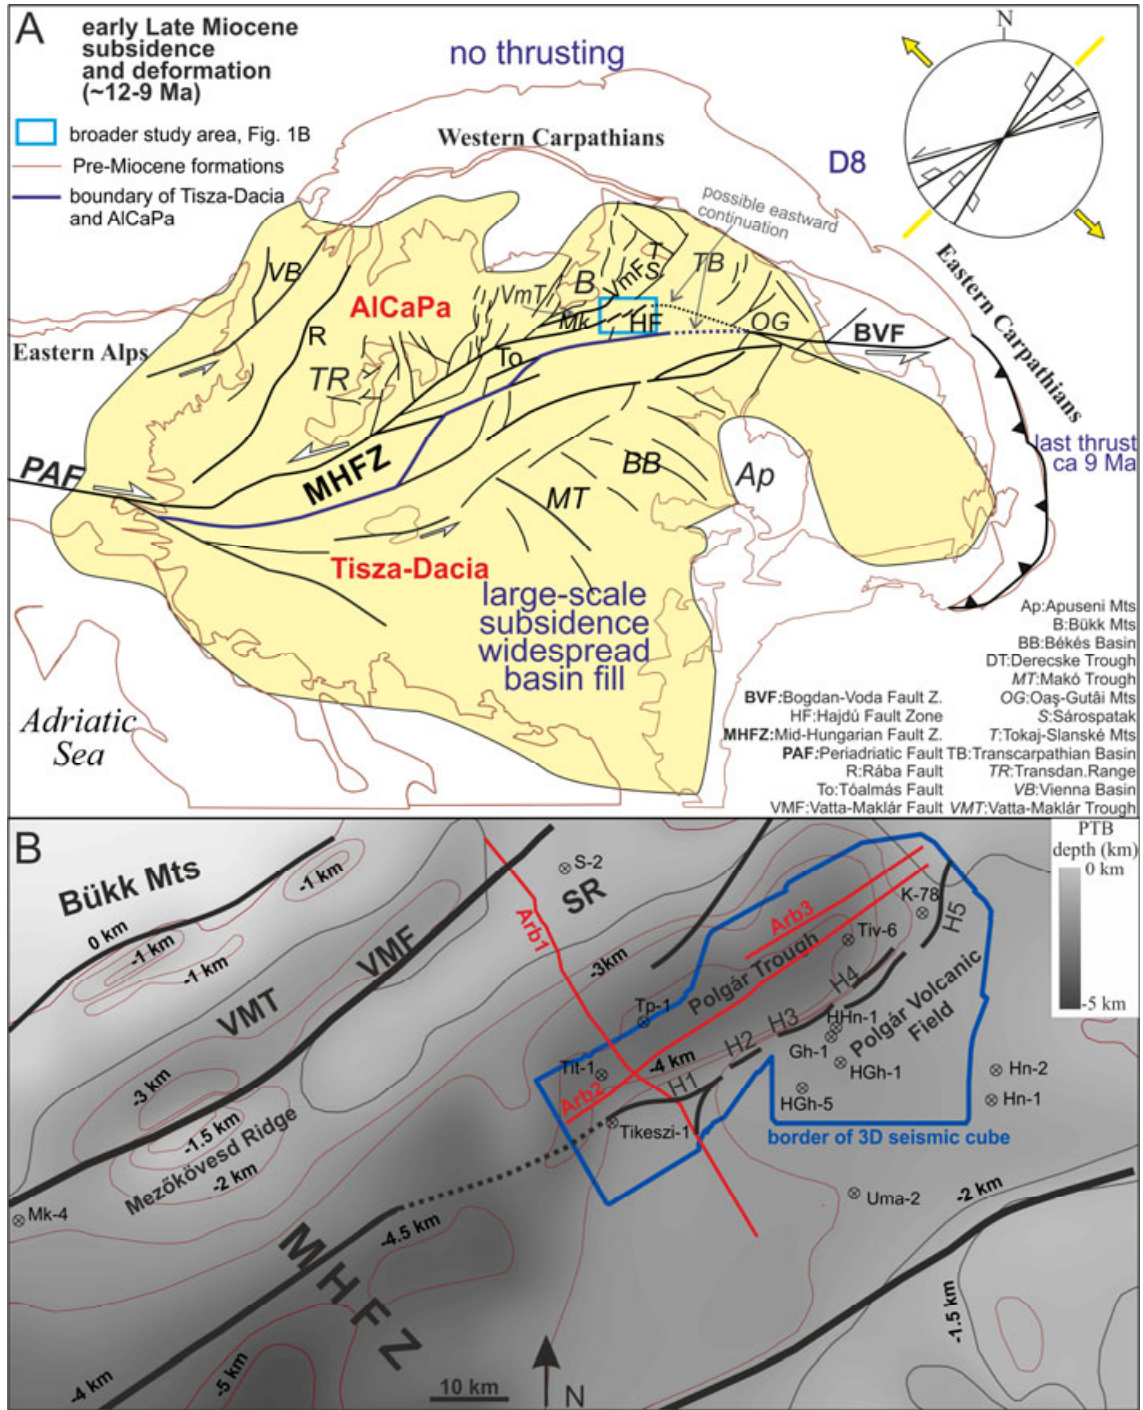 A
early Late Miocene
subsidence
and deformation
(~12-9 Ma)
broader study area, Fig. 1B
Pre-Miocene formations
boundary of Tisza-Dacia
and AlCaPa
no thrusting
Western Carpathians
D8
N
possible eastward
continuation
Eastern Carpathians
last thrust
ca 9 Ma
Eastern Alps
VB
R
AlCaPa
TR
VmT
B
VmF
T
S
TB
Mk
HF
To
OG
BVF
PAF
MHFZ
BB
MT
Ap
Tisza-Dacia
large-scale
subsidence
widespread
basin fill
Adriatic
Sea
Ap:Apuseni Mts
B:Bükk Mts
BB:Békés Basin
DT:Derecske Trough
MT:Makó Trough
BVF:Bogdan-Voda Fault Z. OG:Oaş-Gutâi Mts
HF:Hajdú Fault Zone S:Sárospatak
MHFZ:Mid-Hungarian Fault Z. T:Tokaj-Slanské Mts
PAF:Periadriatic Fault TB:Transcarpathian Basin
R:Rába Fault TR:Transdan.Range
To:Tóalmás Fault VB:Vienna Basin
VMF:Vatta-Maklár Fault VMT:Vatta-Maklár Trough
B
PTB
depth (km)
0 km
-5 km
Bükk Mts
0 km
-1 km
-1 km
-1 km
VMF
VMT
S-2
SR
Arb1
-3km
Arb3
Polgár Trough
K-78
H5
Tiv-6
H4
Tp-1
H3
H2
HHn-1
Polgár Volcanic
Field
Gh-1
HGh-1
-4 km
Tit-1
H1
Arb2
HGh-5
Hn-2
Hn-1
Tikeszi-1
border of 3D seismic cube
-3 km
-1.5 km
Mezőkövesd Ridge
-2 km
Mk-4
Uma-2
-2 km
-4.5 km
MHFZ
-1.5 km
-4 km
-5 km
10 km
N